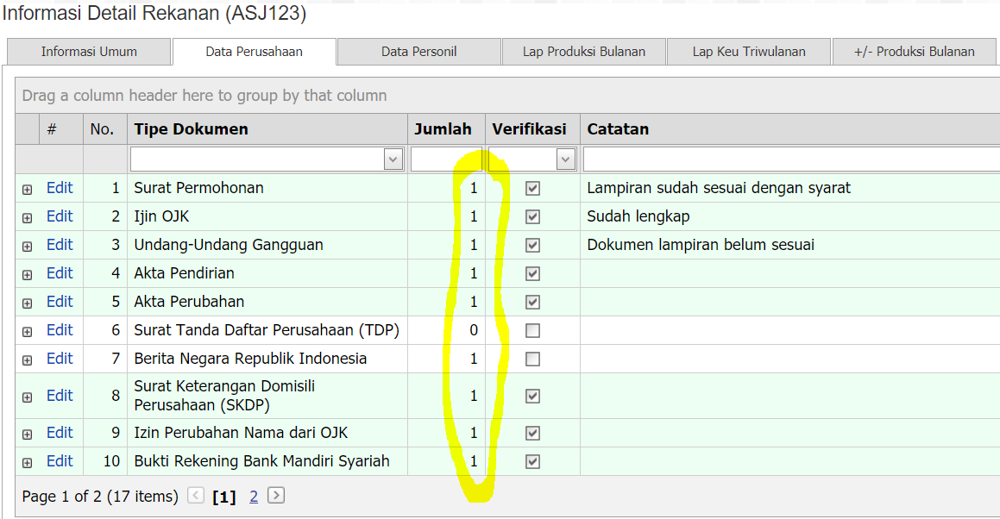 Informasi Detail Rekanan (ASJ123)
Informasi Umum Data Perusahaan Data Personil Lap Produksi Bulanan Lap Keu Triwulanan +/- Produksi Bulanan
Drag a column header here to group by that column
# No. Tipe Dokumen Jumlah Verifikasi Catatan
Edit 1 Surat Permohonan 1 Lampiran sudah sesuai dengan syarat
Edit 2 Ijin OJK 1 Sudah lengkap
Edit 3 Undang-Undang Gangguan 1 Dokumen lampiran belum sesuai
Edit 4 Akta Pendirian 1
Edit 5 Akta Perubahan 1
Edit 6 Surat Tanda Daftar Perusahaan (TDP) 0
Edit 7 Berita Negara Republik Indonesia 1
Edit 8 Surat Keterangan Domisili 1
Perusahaan (SKDP)
Edit 9 Izin Perubahan Nama dari OJK 1
Edit 10 Bukti Rekening Bank Mandiri Syariah 1
Page 1 of 2 (17 items) < [1] 2 >